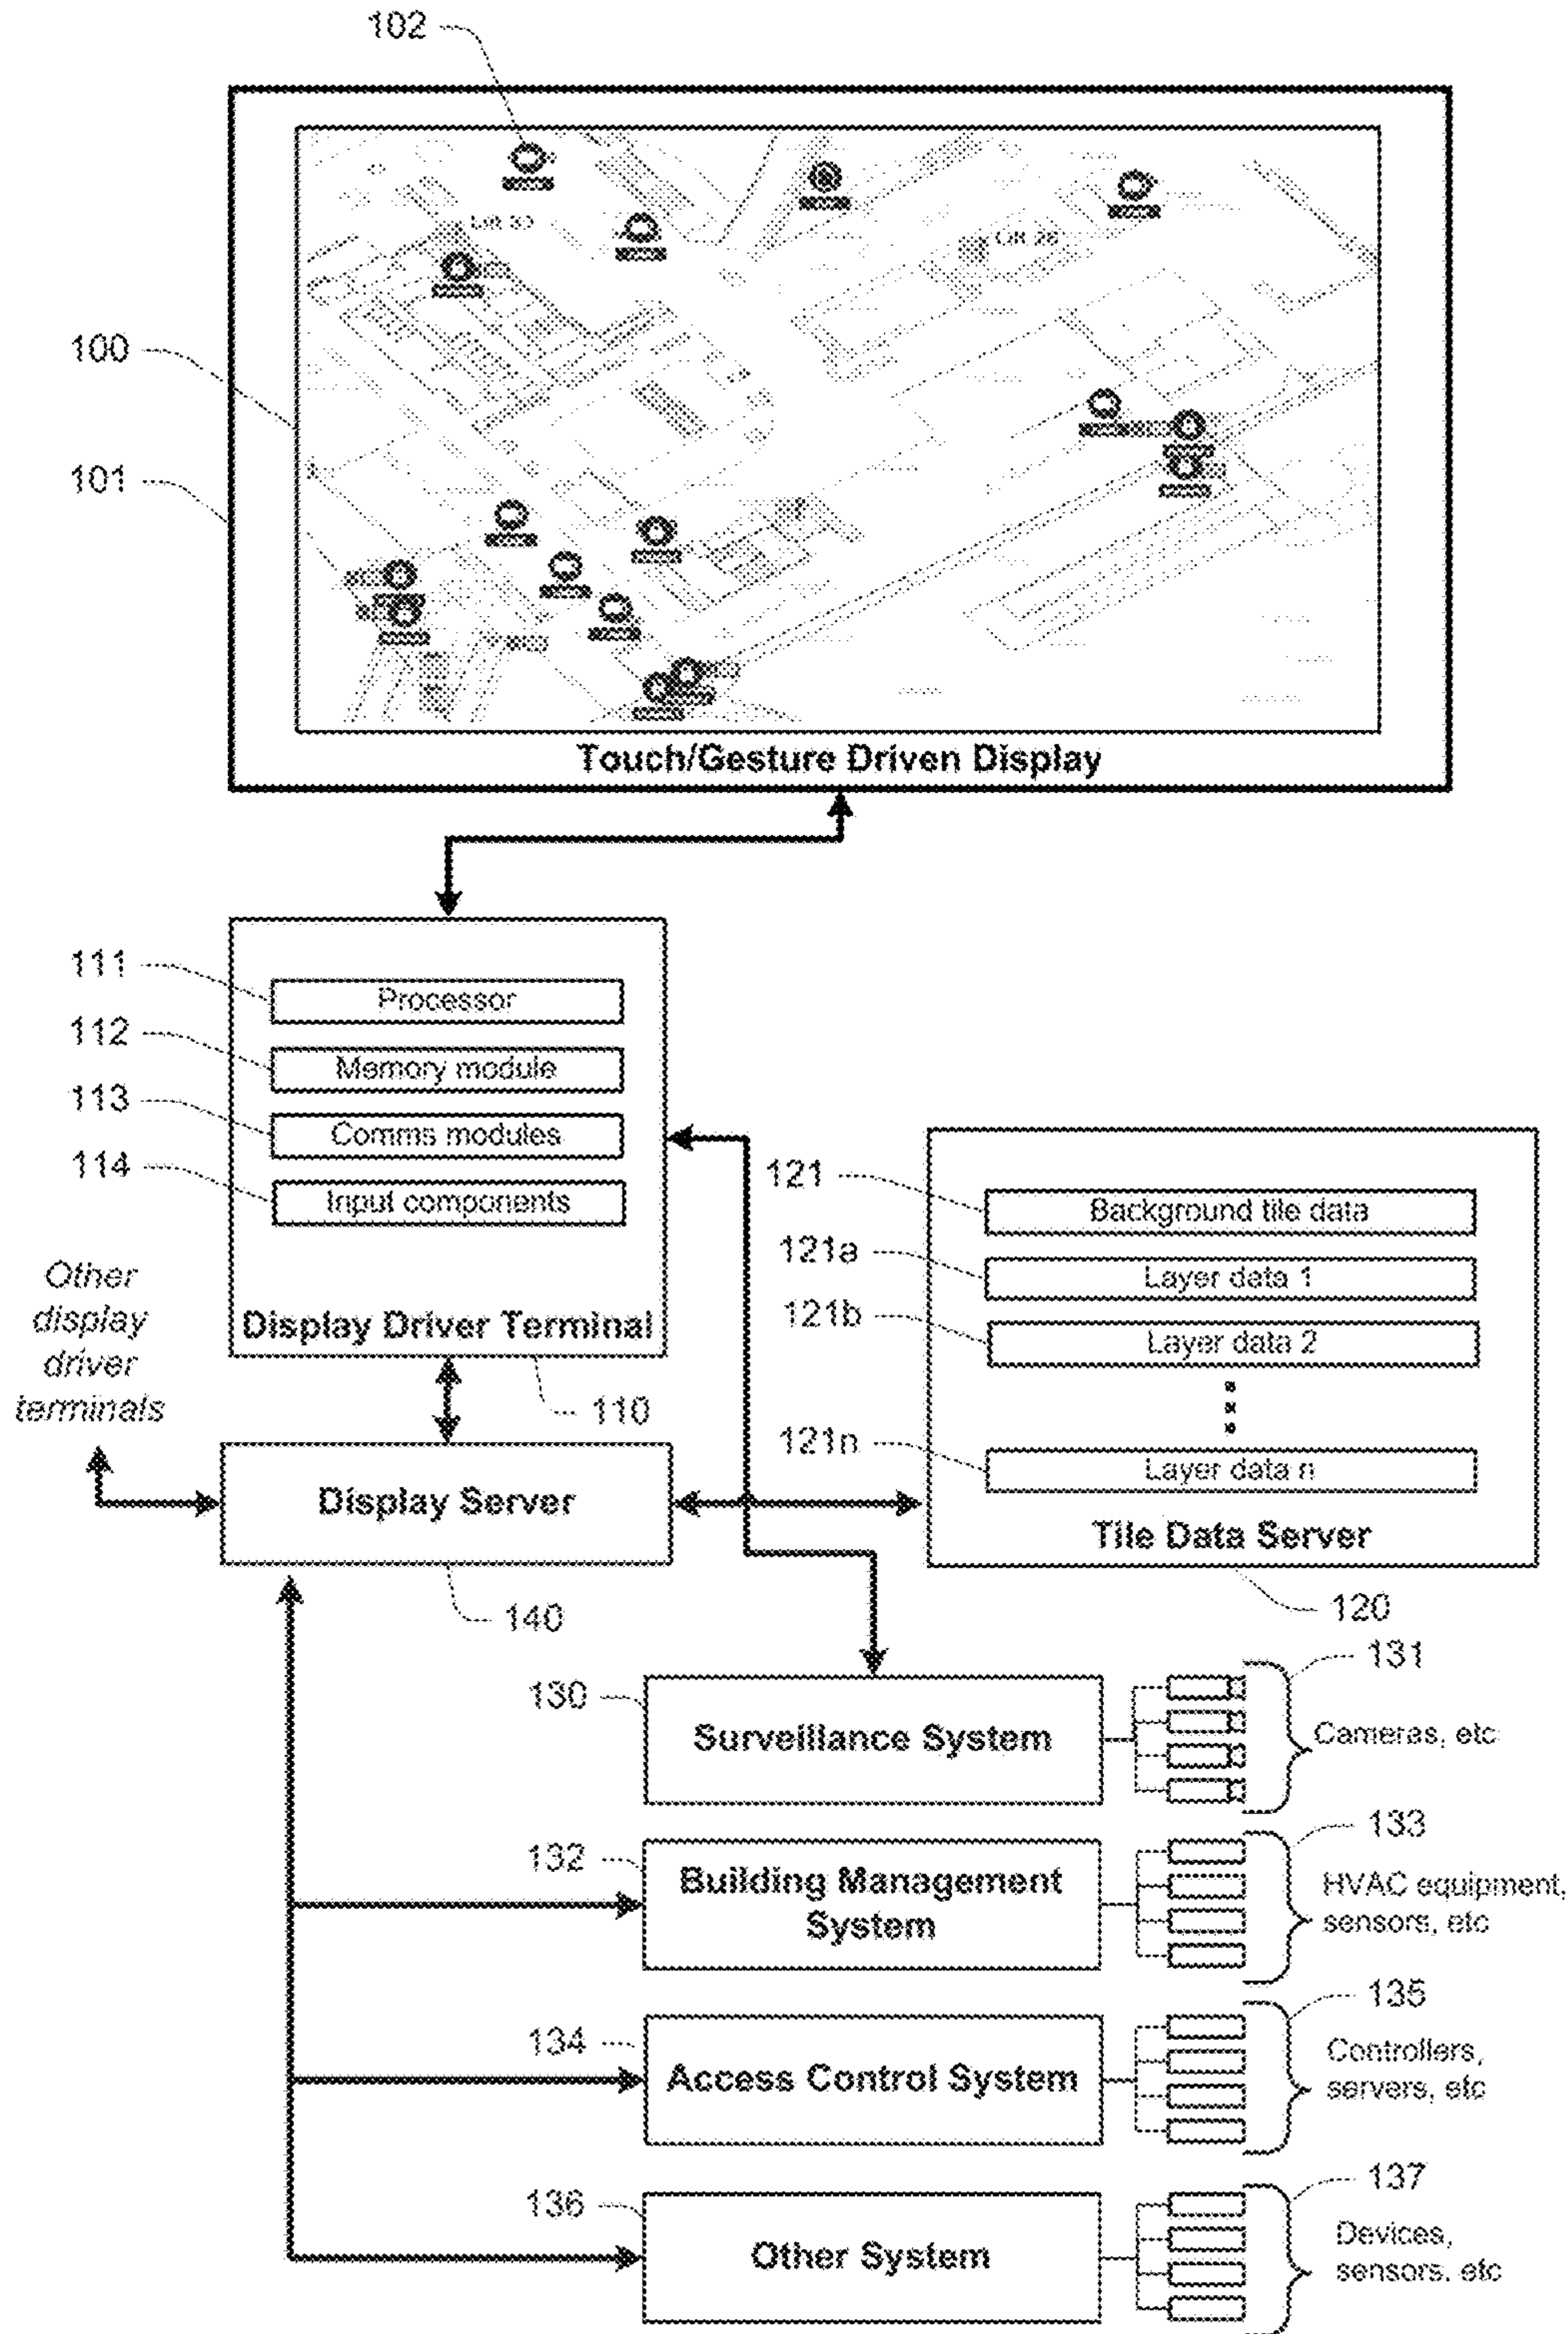 102
100
101
Touch/Gesture Driven Display
111
Processor
112
Memory module
113
Comms modules
114
Input components
Display Driver Terminal
110
Other
display
driver
terminals
121
Background tile data
121a
Layer data 1
121b
Layer data 2
121n
Layer data n
Tile Data Server
120
Display Server
140
130
Surveillance System
131
Cameras, etc
132
Building Management
System
133
HVAC equipment,
sensors, etc
134
Access Control System
135
Controllers,
servers, etc
136
Other System
137
Devices,
sensors, etc